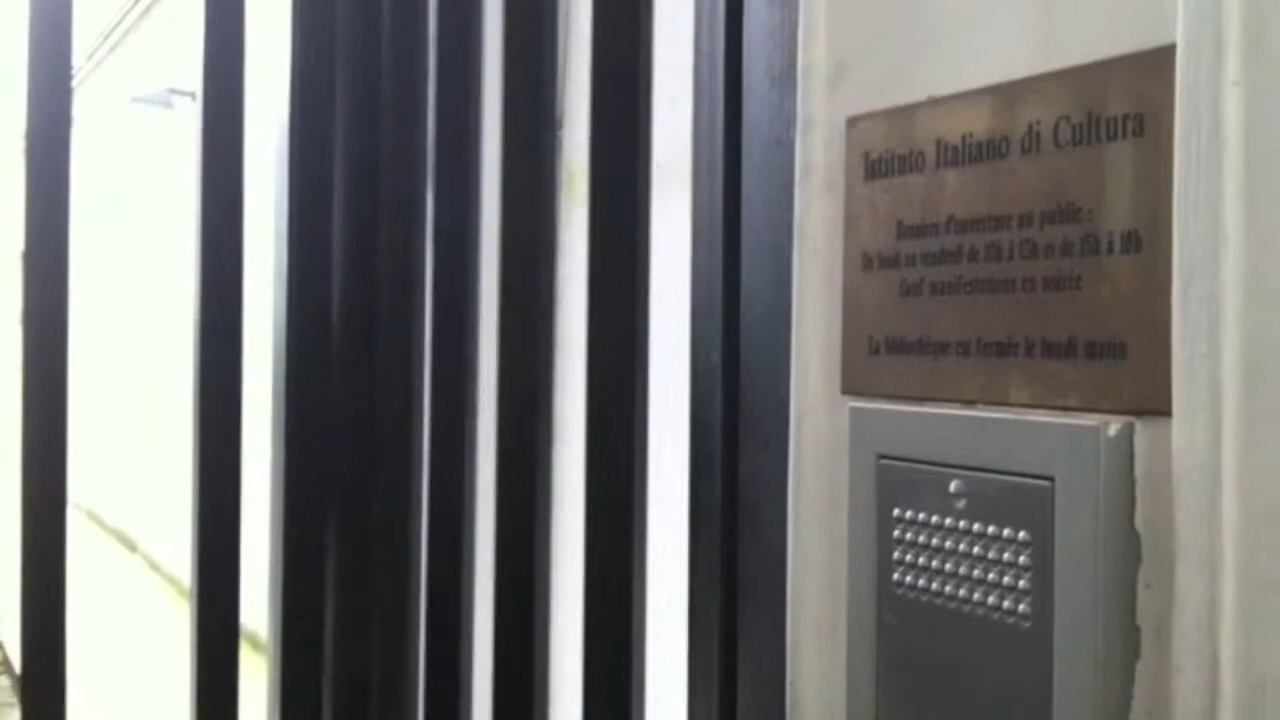 Istituto Italiano di Cultura
Horaires d'ouverture au public :
Du lundi au vendredi de 10h à 13h et de 15h à 18h
Sauf manifestations en soirée
La bibliothèque est fermée le lundi matin